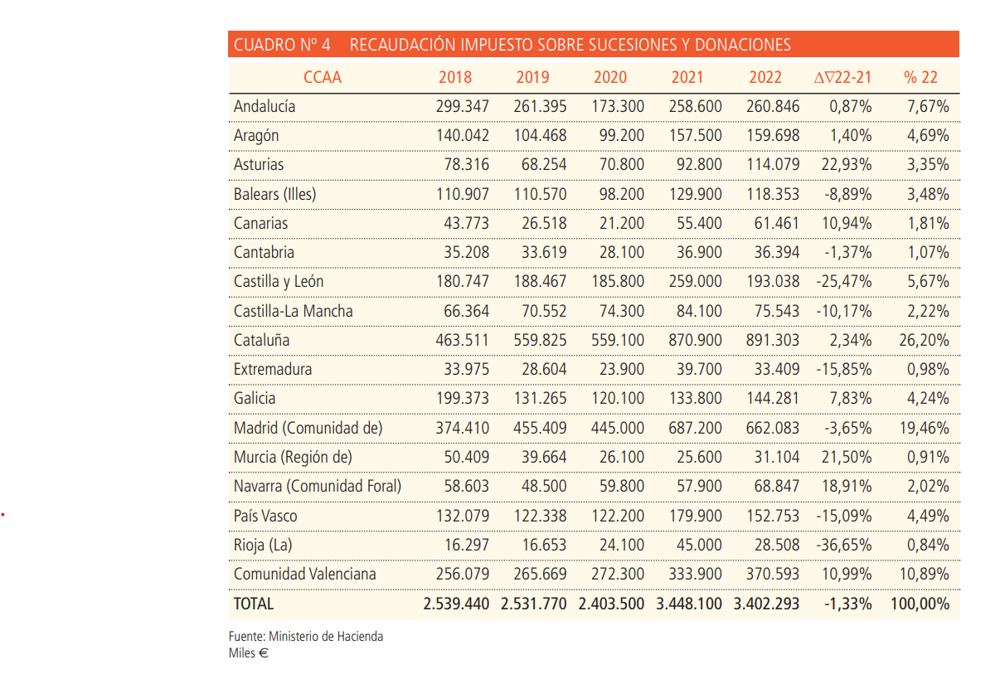 CUADRO Nº 4 RECAUDACIÓN IMPUESTO SOBRE SUCESIONES Y DONACIONES
CCAA 2018 2019 2020 2021 2022 Δ∇22-21 % 22
Andalucía 299.347 261.395 173.300 258.600 260.846 0,87% 7,67%
Aragón 140.042 104.468 99.200 157.500 159.698 1,40% 4,69%
Asturias 78.316 68.254 70.800 92.800 114.079 22,93% 3,35%
Balears (Illes) 110.907 110.570 98.200 129.900 118.353 -8,89% 3,48%
Canarias 43.773 26.518 21.200 55.400 61.461 10,94% 1,81%
Cantabria 35.208 33.619 28.100 36.900 36.394 -1,37% 1,07%
Castilla y León 180.747 188.467 185.800 259.000 193.038 -25,47% 5,67%
Castilla-La Mancha 66.364 70.552 74.300 84.100 75.543 -10,17% 2,22%
Cataluña 463.511 559.825 559.100 870.900 891.303 2,34% 26,20%
Extremadura 33.975 28.604 23.900 39.700 33.409 -15,85% 0,98%
Galicia 199.373 131.265 120.100 133.800 144.281 7,83% 4,24%
Madrid (Comunidad de) 374.410 455.409 445.000 687.200 662.083 -3,65% 19,46%
Murcia (Región de) 50.409 39.664 26.100 25.600 31.104 21,50% 0,91%
Navarra (Comunidad Foral) 58.603 48.500 59.800 57.900 68.847 18,91% 2,02%
País Vasco 132.079 122.338 122.200 179.900 152.753 -15,09% 4,49%
Rioja (La) 16.297 16.653 24.100 45.000 28.508 -36,65% 0,84%
Comunidad Valenciana 256.079 265.669 272.300 333.900 370.593 10,99% 10,89%
TOTAL 2.539.440 2.531.770 2.403.500 3.448.100 3.402.293 -1,33% 100,00%
Fuente: Ministerio de Hacienda
Miles €